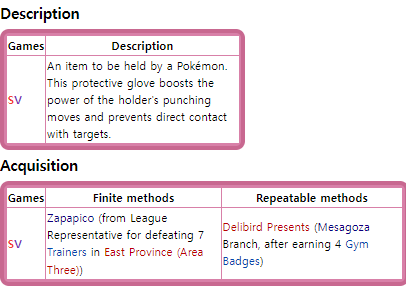 Description
Games Description
SV
An item to be held by a Pokémon.
This protective glove boosts the
power of the holder's punching
moves and prevents direct contact
with targets.
Acquisition
Games Finite methods Repeatable methods
SV
Zapapico (from League
Representative for defeating 7
Trainers in East Province (Area
Three))
Delibird Presents (Mesagoza
Branch, after earning 4 Gym
Badges)